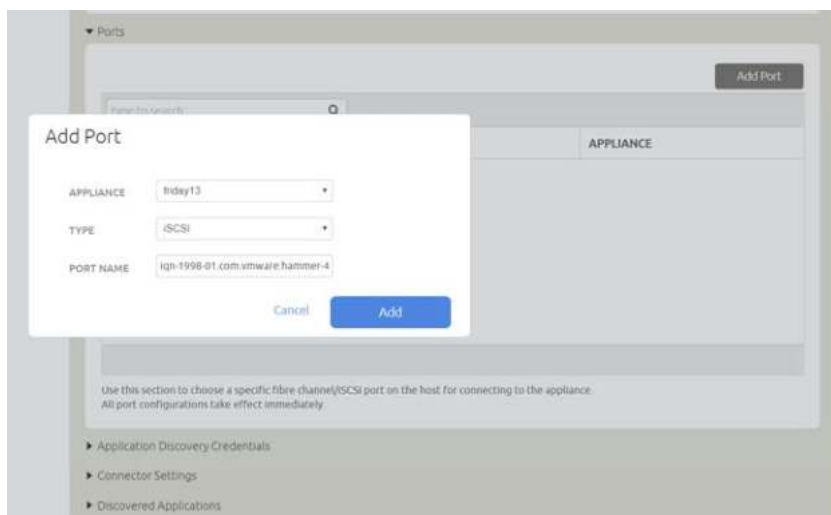 Ports
Add Port
Type to search
Add Port
APPLIANCE
APPLIANCE
friday13
TYPE
iSCSI
PORT NAME
iqn-1998-01.com.vmware:hammer-4
Cancel
Add
Use this section to choose a specific fibre channel/iSCSI port on the host for connecting to the appliance.
All port configurations take effect immediately
Application Discovery Credentials
Connector Settings
Discovered Applications